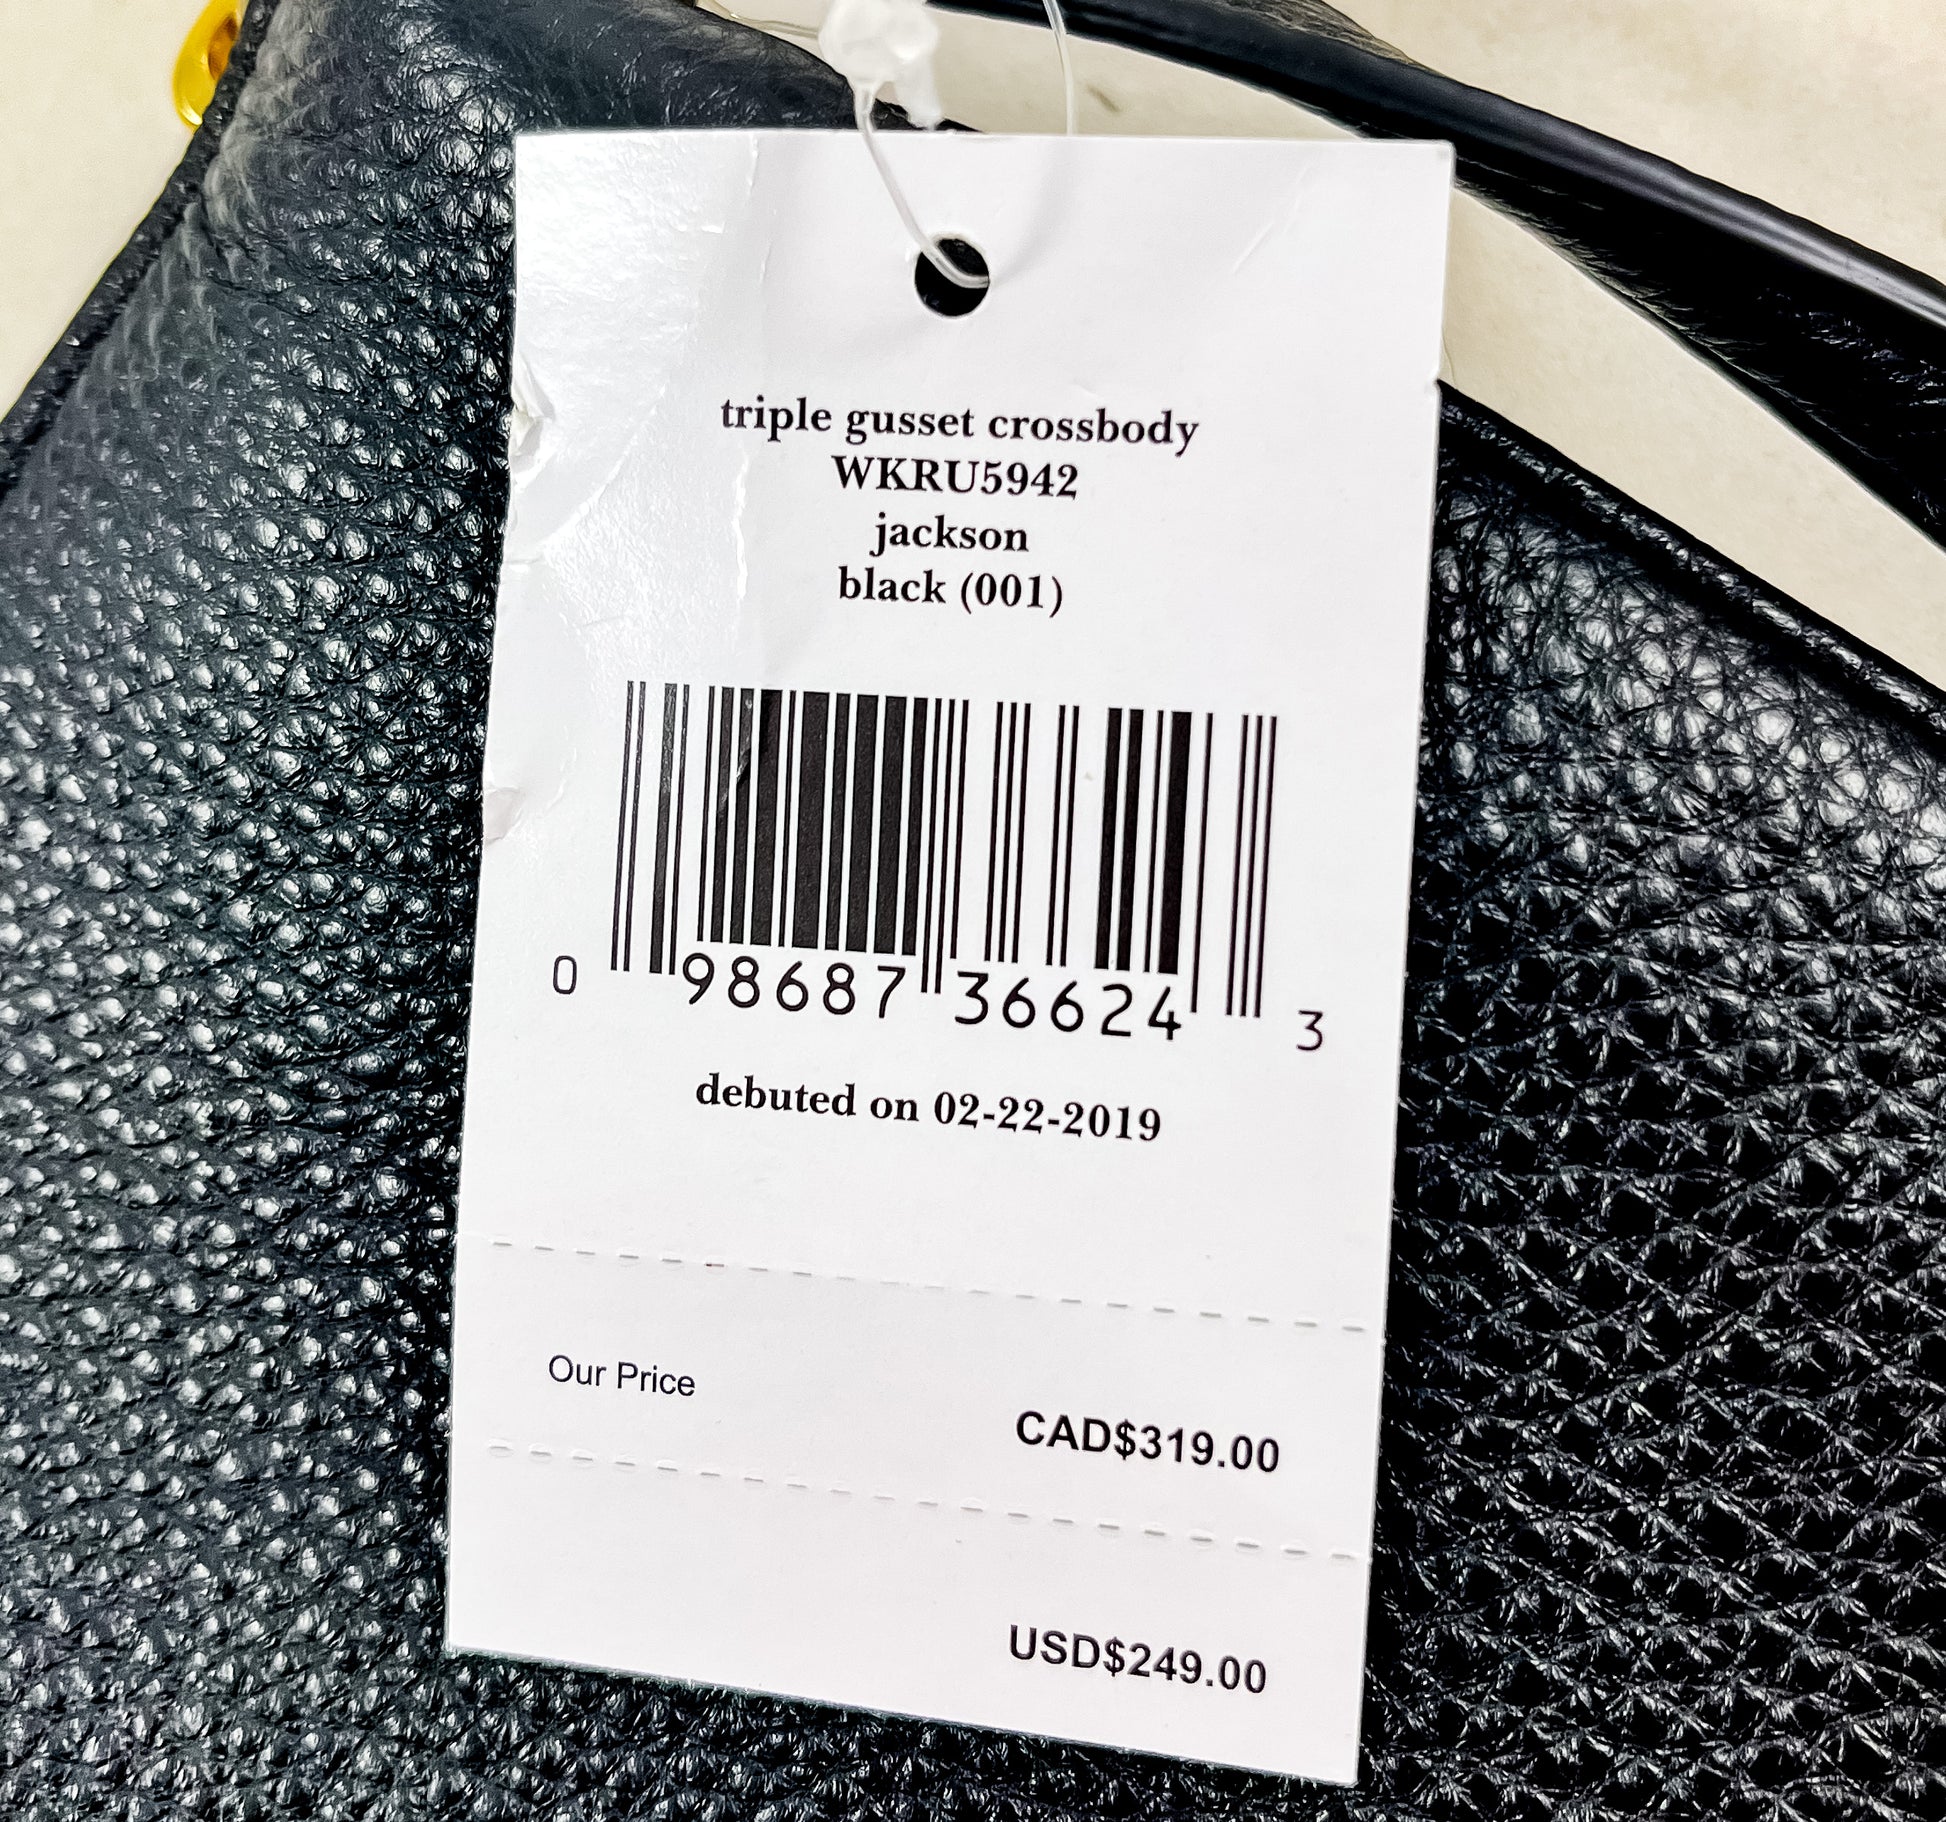 triple gusset crossbody
WKRU5942
jackson
black (001)
0 98687 36624 3
debuted on 02-22-2019
Our Price
CAD$319.00
USD$249.00